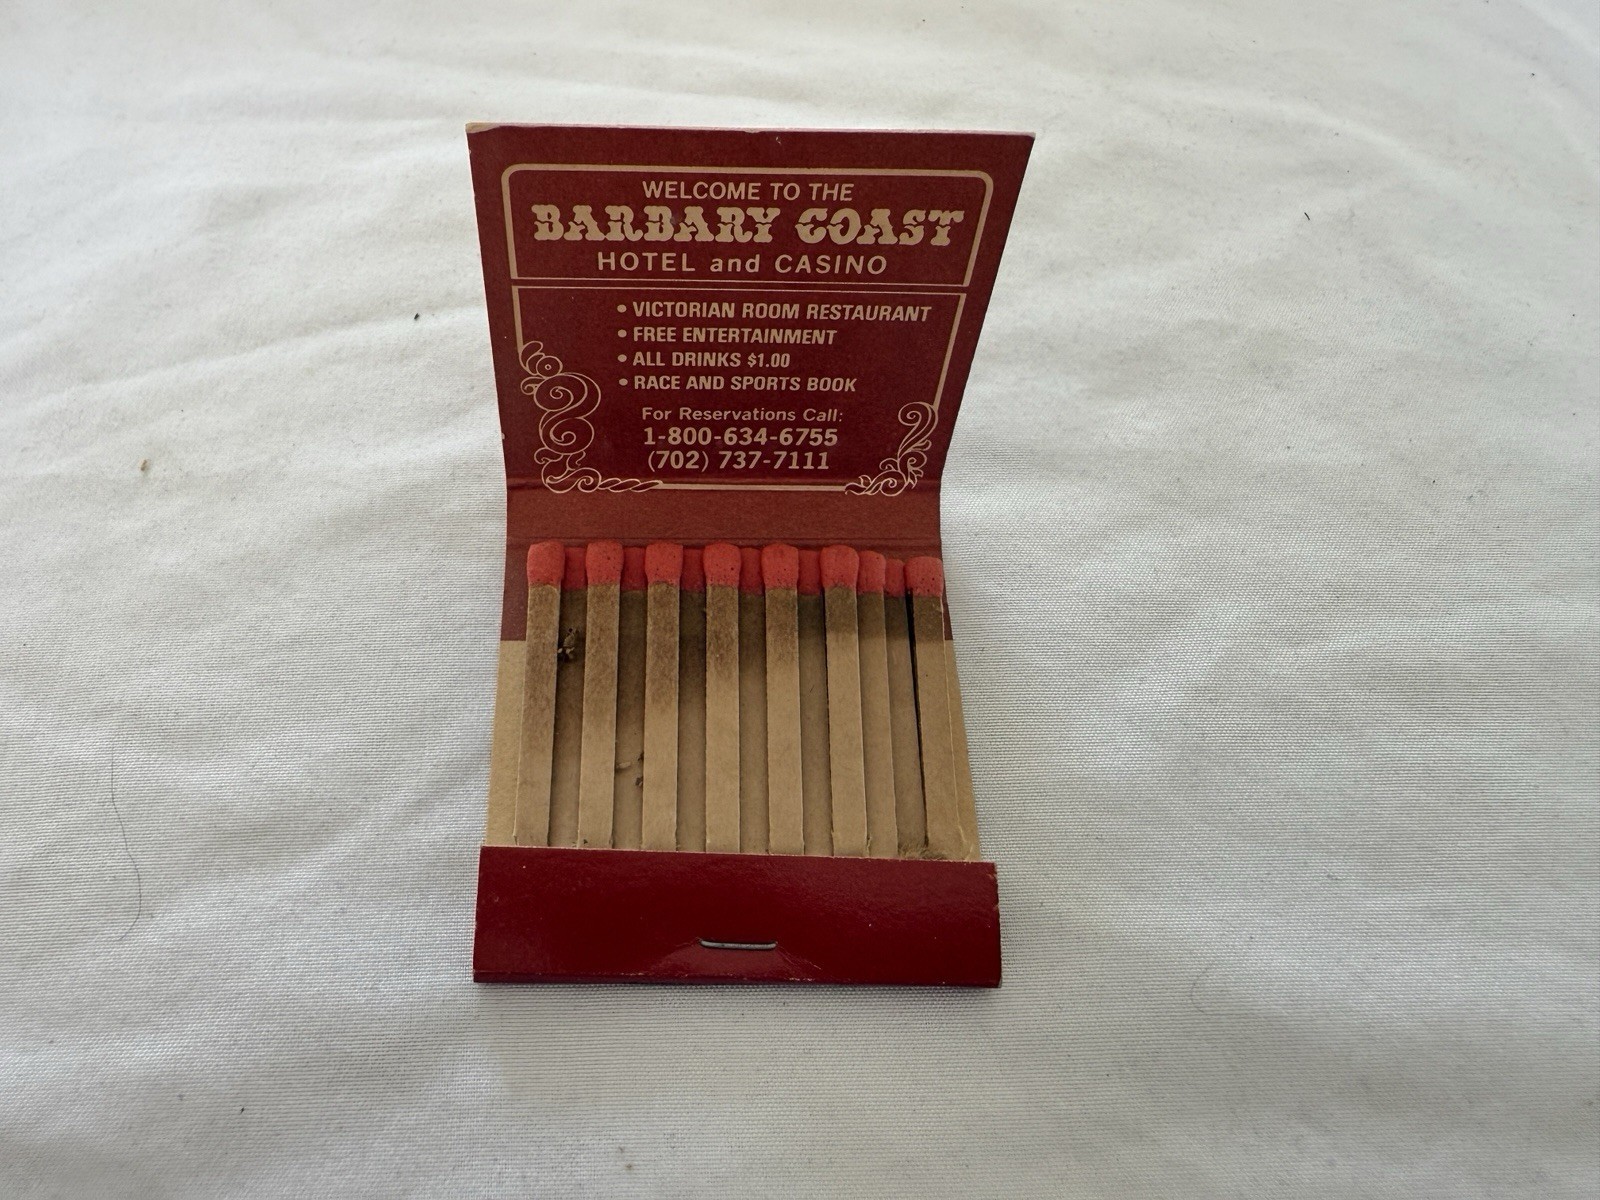 WELCOME TO THE
BARBARY COAST
HOTEL and CASINO
• VICTORIAN ROOM RESTAURANT
• FREE ENTERTAINMENT
• ALL DRINKS $1.00
• RACE AND SPORTS BOOK
For Reservations Call:
1-800-634-6755
(702) 737-7111